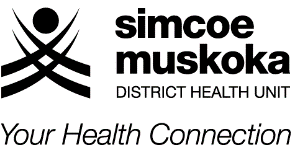 simcoe
muskoka
DISTRICT HEALTH UNIT
Your Health Connection